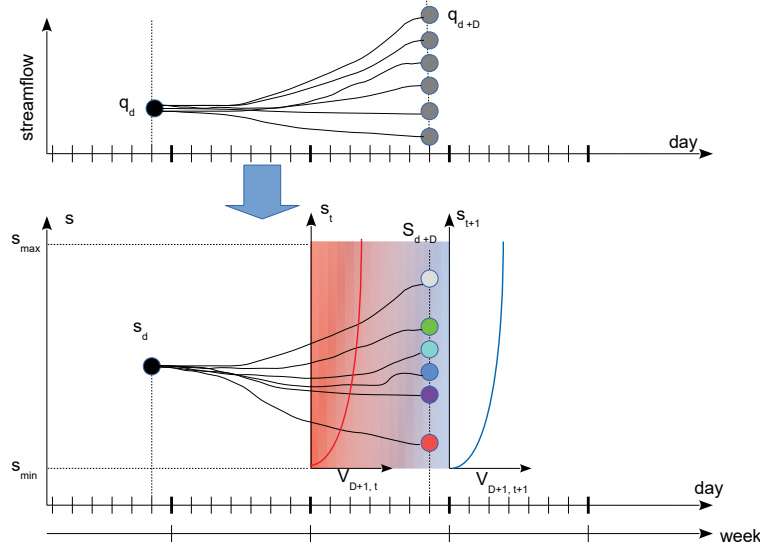 q d+D
q d
streamflow
day
s
s t
s t+1
s max
S d+D
s d
s min
V D+1, t
V D+1, t+1
day
week